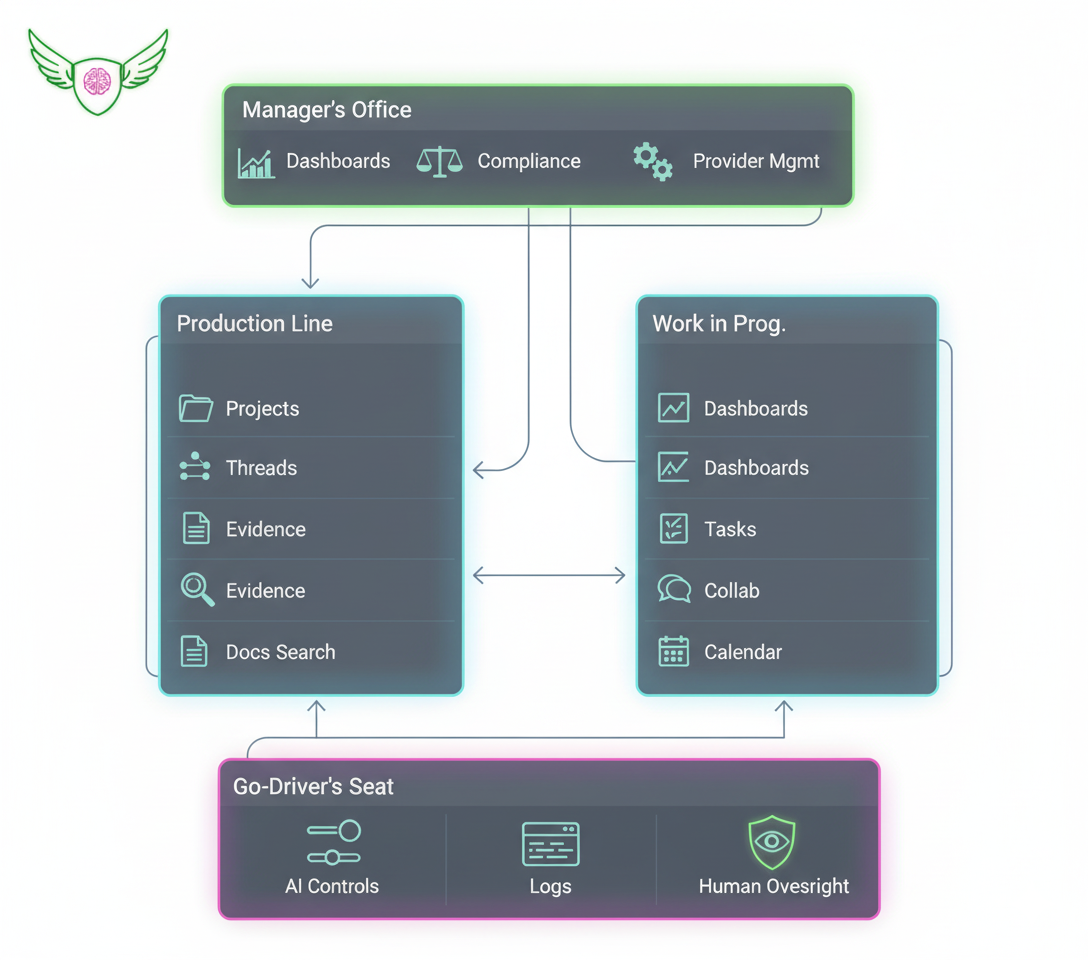 Manager's Office
Dashboards
Compliance
Provider Mgmt
Production Line
Projects
Threads
Evidence
Evidence
Docs Search
Work in Prog.
Dashboards
Dashboards
Tasks
Collab
Calendar
Go-Driver's Seat
AI Controls
Logs
Human Ovesright